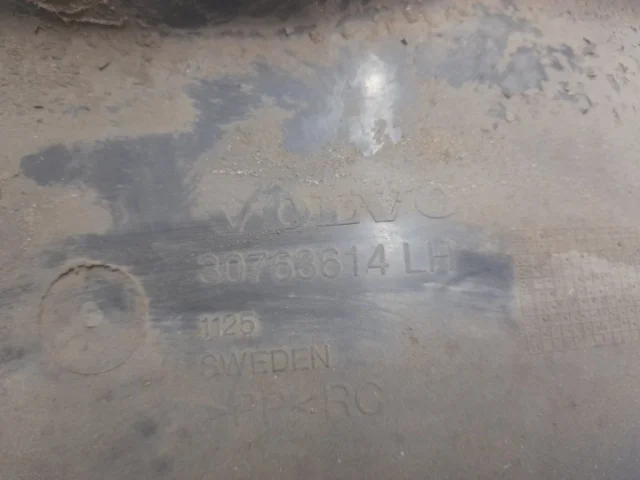 VOLVO
30763614 LH
1125
SWEDEN
>PP<RC